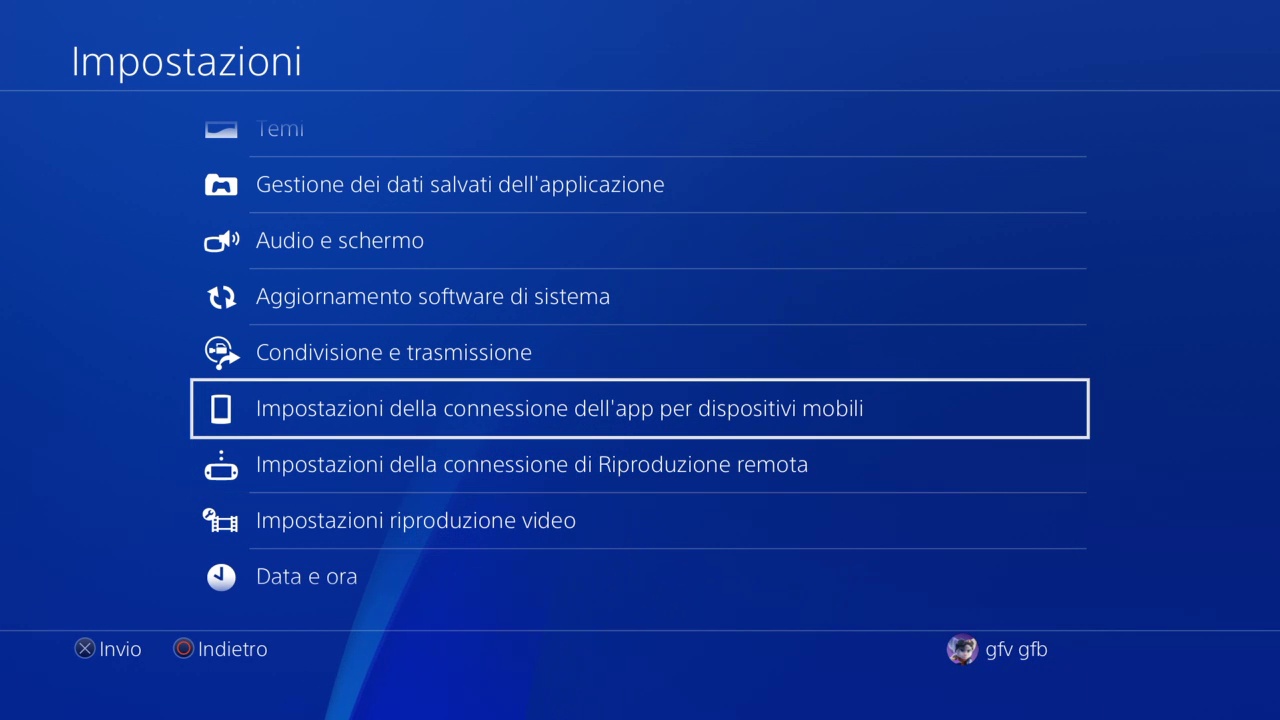 Impostazioni
Temi
Gestione dei dati salvati dell'applicazione
Audio e schermo
Aggiornamento software di sistema
Condivisione e trasmissione
Impostazioni della connessione dell'app per dispositivi mobili
Impostazioni della connessione di Riproduzione remota
Impostazioni riproduzione video
Data e ora
Invio Indietro gfv gfb